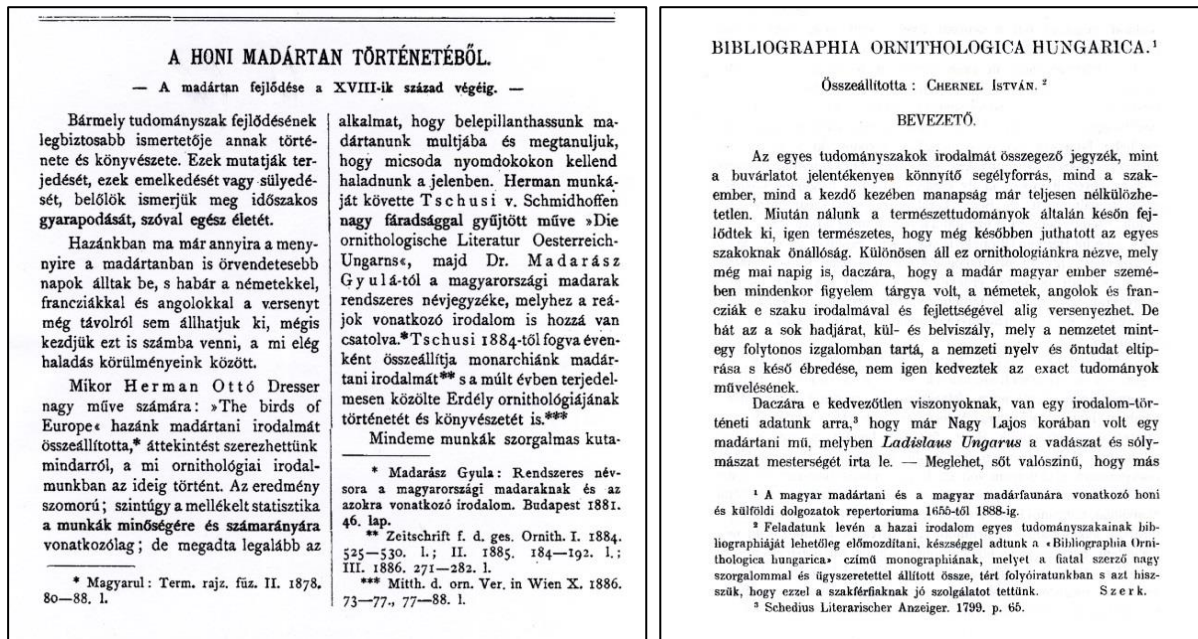 A HONI MADÁRTAN TÖRTÉNETÉBŐL.
— A madártan fejlődése a XVIII-ik század végéig. —
Bármely tudományszak fejlődésének
legbiztosabb ismertetője annak törté-
nete és könyvészete. Ezek mutatják ter-
jedését, ezek emelkedését vagy sülyedé-
sét, belőlök ismerjük meg időszakos
gyarapodását, szóval egész életét.
Hazánkban ma már annyira a meny-
nyire a madártanban is örvendetesebb
napok álltak be, s habár a németekkel,
francziákkal és angolokkal a versenyt
még távolról sem állhatjuk ki, mégis
kezdjük ezt is számba venni, a mi elég
haladás körülményeink között.
Mikor Herman Ottó Dresser
nagy műve számára: »The birds of
Europe« hazánk madártani irodalmát
összeállította,* áttekintést szerezhettünk
mindarról, a mi ornithológiai irodal-
munkban az ideig történt. Az eredmény
szomorú; szintúgy a mellékelt statisztika
a munkák minőségére és számarányára
vonatkozólag; de megadta legalább az
* Magyarul: Term. rajz. füz. II. 1878.
80—88. l.
alkalmat, hogy belepillanthassunk ma-
dártanunk multjába és megtanuljuk,
hogy micsoda nyomdokokon kellend
haladnunk a jelenben. Herman munká-
ját követte Tschusi v. Schmidhoffen
nagy fáradsággal gyűjtött műve »Die
ornithologische Literatur Oesterreich-
Ungarns«, majd Dr. Madarász
Gyulá-tól a magyarországi madarak
rendszeres névjegyzéke, melyhez a reá-
jok vonatkozó irodalom is hozzá van
csatolva.* Tschusi 1884-től fogva éven-
ként összeállítja monarchiánk madár-
tani irodalmát** s a múlt évben terjedel-
mesen közölte Erdély ornithológiájának
történetét és könyvészetét is.***
Mindeme munkák szorgalmas kuta-
* Madarász Gyula: Rendszeres név-
sora a magyarországi madaraknak és az
azokra vonatkozó irodalom. Budapest 1881.
46. lap.
** Zeitschrift f. d. ges. Ornith. I. 1884.
525—530. l.; II. 1885. 184—192. l.;
III. 1886. 271—282. l.
*** Mitth. d. orn. Ver. in Wien X. 1886.
73—77., 77—88. l.
BIBLIOGRAPHIA ORNITHOLOGICA HUNGARICA.¹
Összeállította: CHERNEL ISTVÁN.²
BEVEZETŐ.
Az egyes tudományszakok irodalmát összegező jegyzék, mint
a buvárlatot jelentékenyen könnyítő segélyforrás, mind a szak-
ember, mind a kezdő kezében manapság már teljesen nélkülözhe-
tetlen. Miután nálunk a természettudományok általán későn fej-
lődtek ki, igen természetes, hogy még későbben juthatott az egyes
szakoknak önállóság. Különösen áll ez ornithologiánkra nézve, mely
még mai napig is, daczára, hogy a madár magyar ember szemé-
ben mindenkor figyelem tárgya volt, a németek, angolok és fran-
cziák e szaku irodalmával és fejlettségével alig versenyezhet. De
hát az a sok hadjárat, kül- és belviszály, mely a nemzetet mint-
egy folytonos izgalomban tartá, a nemzeti nyelv és öntudat eltip-
rása s késő ébredése, nem igen kedveztek az exact tudományok
művelésének.
Daczára e kedvezőtlen viszonyoknak, van egy irodalom-tör-
téneti adatunk arra,³ hogy már Nagy Lajos korában volt egy
madártani mű, melyben Ladislaus Ungarus a vadászat és sóly-
mászat mesterségét irta le. — Meglehet, sőt valószinű, hogy más
¹ A magyar madártani és a magyar madárfaunára vonatkozó honi
és külföldi dolgozatok repertoriuma 1655-től 1888-ig.
² Feladatunk levén a hazai irodalom egyes tudományszakainak bib-
liographiáját lehetőleg előmozdítani, készséggel adtunk a «Bibliographia Orni-
thologica hungarica» czímű monographiának, melyet a fiatal szerző nagy
szorgalommal és ügyszeretettel állított össze, tért folyóiratunkban s azt hisz-
szük, hogy ezzel a szakférfiaknak jó szolgálatot tettünk. Szerk.
³ Schedius Literarischer Anzeiger. 1799. p. 65.